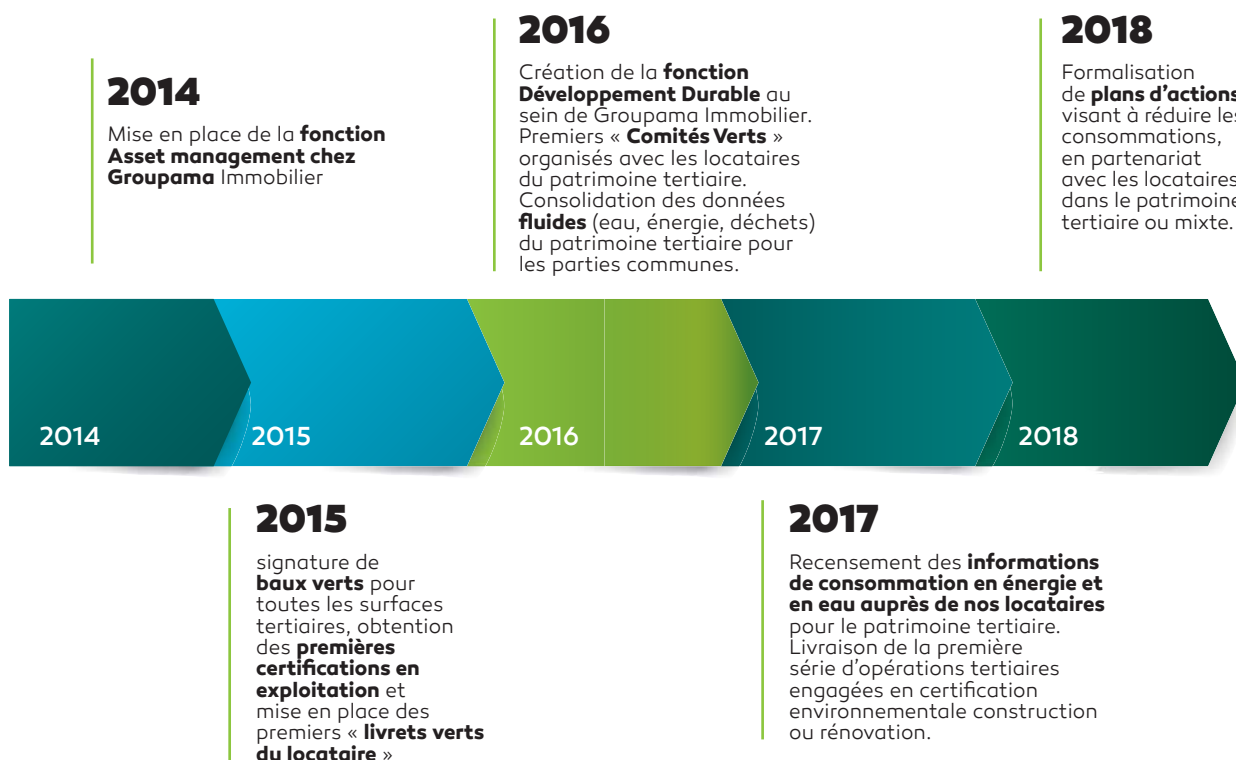 2014
Mise en place de la fonction
Asset management chez
Groupama Immobilier
2016
Création de la fonction
Développement Durable au
sein de Groupama Immobilier.
Premiers « Comités Verts »
organisés avec les locataires
du patrimoine tertiaire.
Consolidation des données
fluides (eau, énergie, déchets)
du patrimoine tertiaire pour
les parties communes.
2018
Formalisation
de plans d'actions
visant à réduire les
consommations,
en partenariat
avec les locataires
dans le patrimoine
tertiaire ou mixte.
2014
2015
2016
2017
2018
2015
signature de
baux verts pour
toutes les surfaces
tertiaires, obtention
des premières
certifications en
exploitation et
mise en place des
premiers « livrets verts
du locataire »
2017
Recensement des informations
de consommation en énergie et
en eau auprès de nos locataires
pour le patrimoine tertiaire.
Livraison de la première
série d'opérations tertiaires
engagées en certification
environnementale construction
ou rénovation.